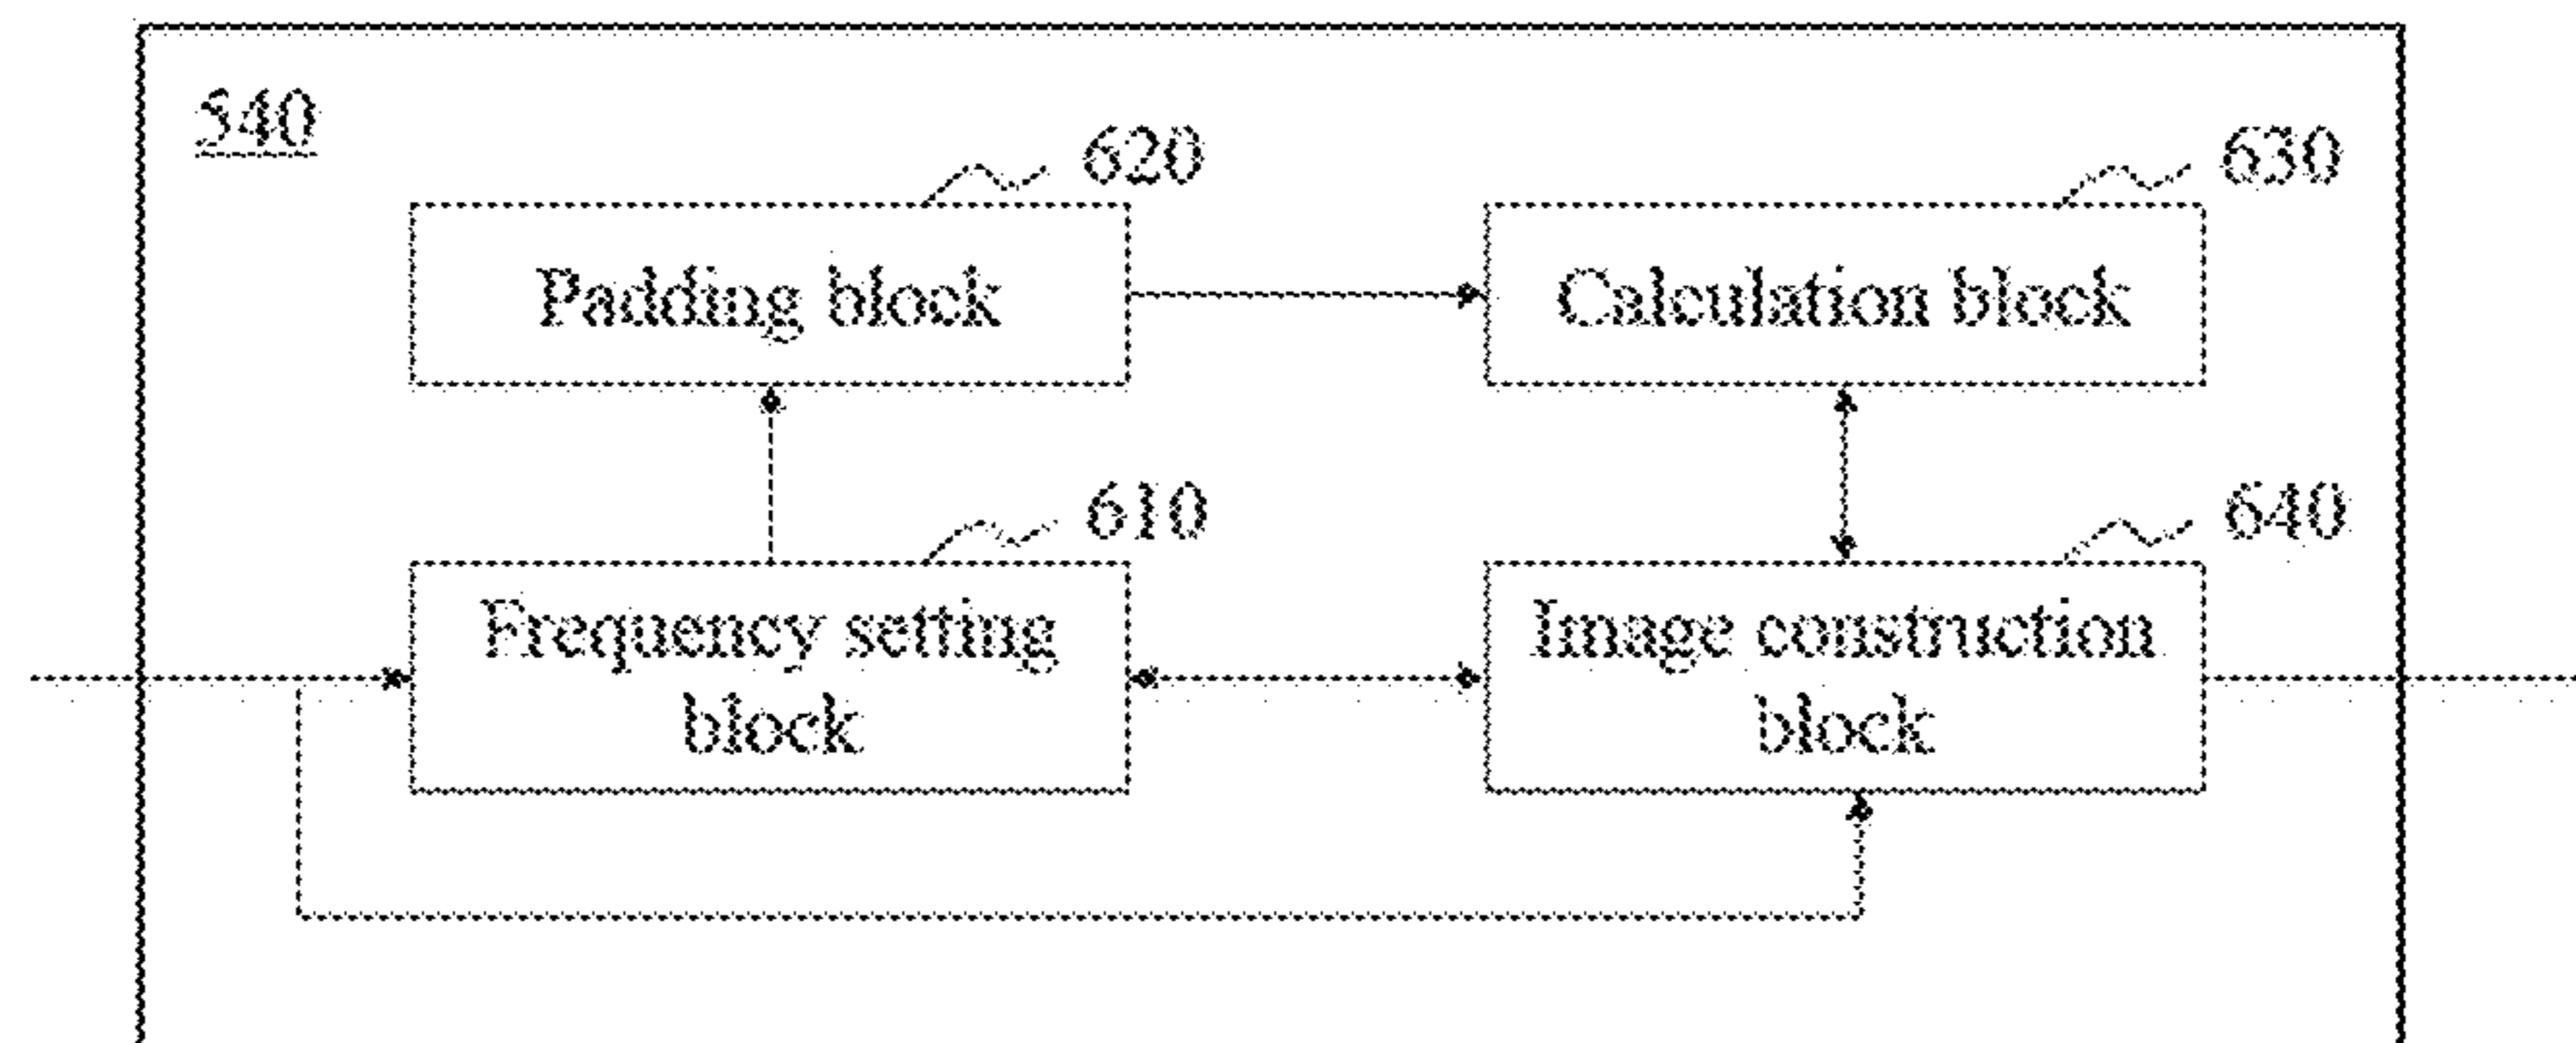 540
620
630
Padding block
Calculation block
610
640
Frequency setting
block
Image construction
block